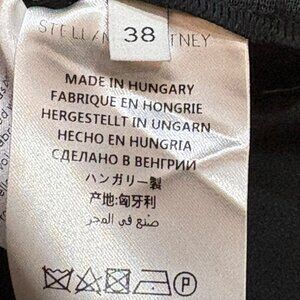 STELLA TNEY
38
MADE IN HUNGARY
FABRIQUE EN HONGRIE
HERGESTELLT IN UNGARN
HECHO EN HUNGRIA
СДЕЛАНО В ВЕНГРИИ
ハンガリー製
产地:匈牙利
صنع في المجر
P